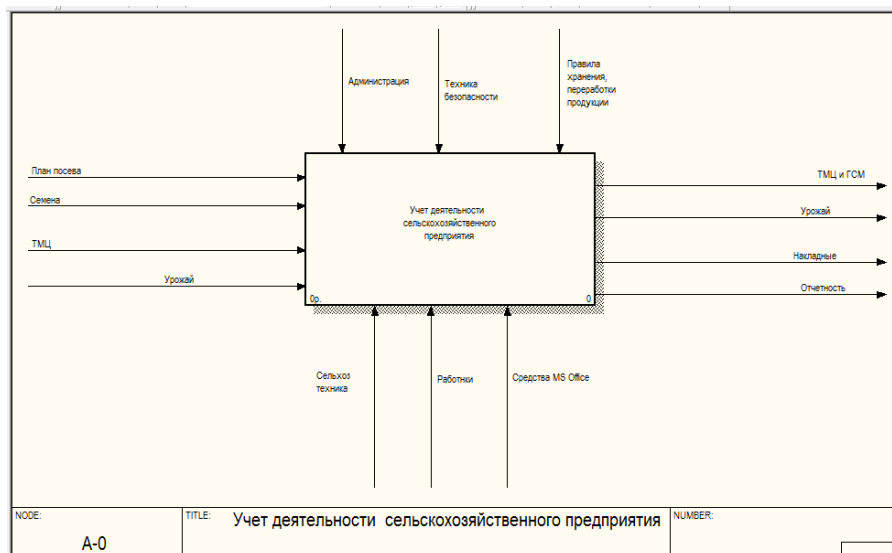 Администрация
Техника
безопасности
Правила
хранения,
переработки
продукции
План посева
Семена
ТМЦ
Урожай
Учет деятельности
сельскохозяйственного
предприятия
0р.
0
ТМЦ и ГСМ
Урожай
Накладные
Отчетность
Сельхоз
техника
Работнки
Средства MS Office
NODE:
A-0
TITLE:
Учет деятельности сельскохозяйственного предприятия
NUMBER: